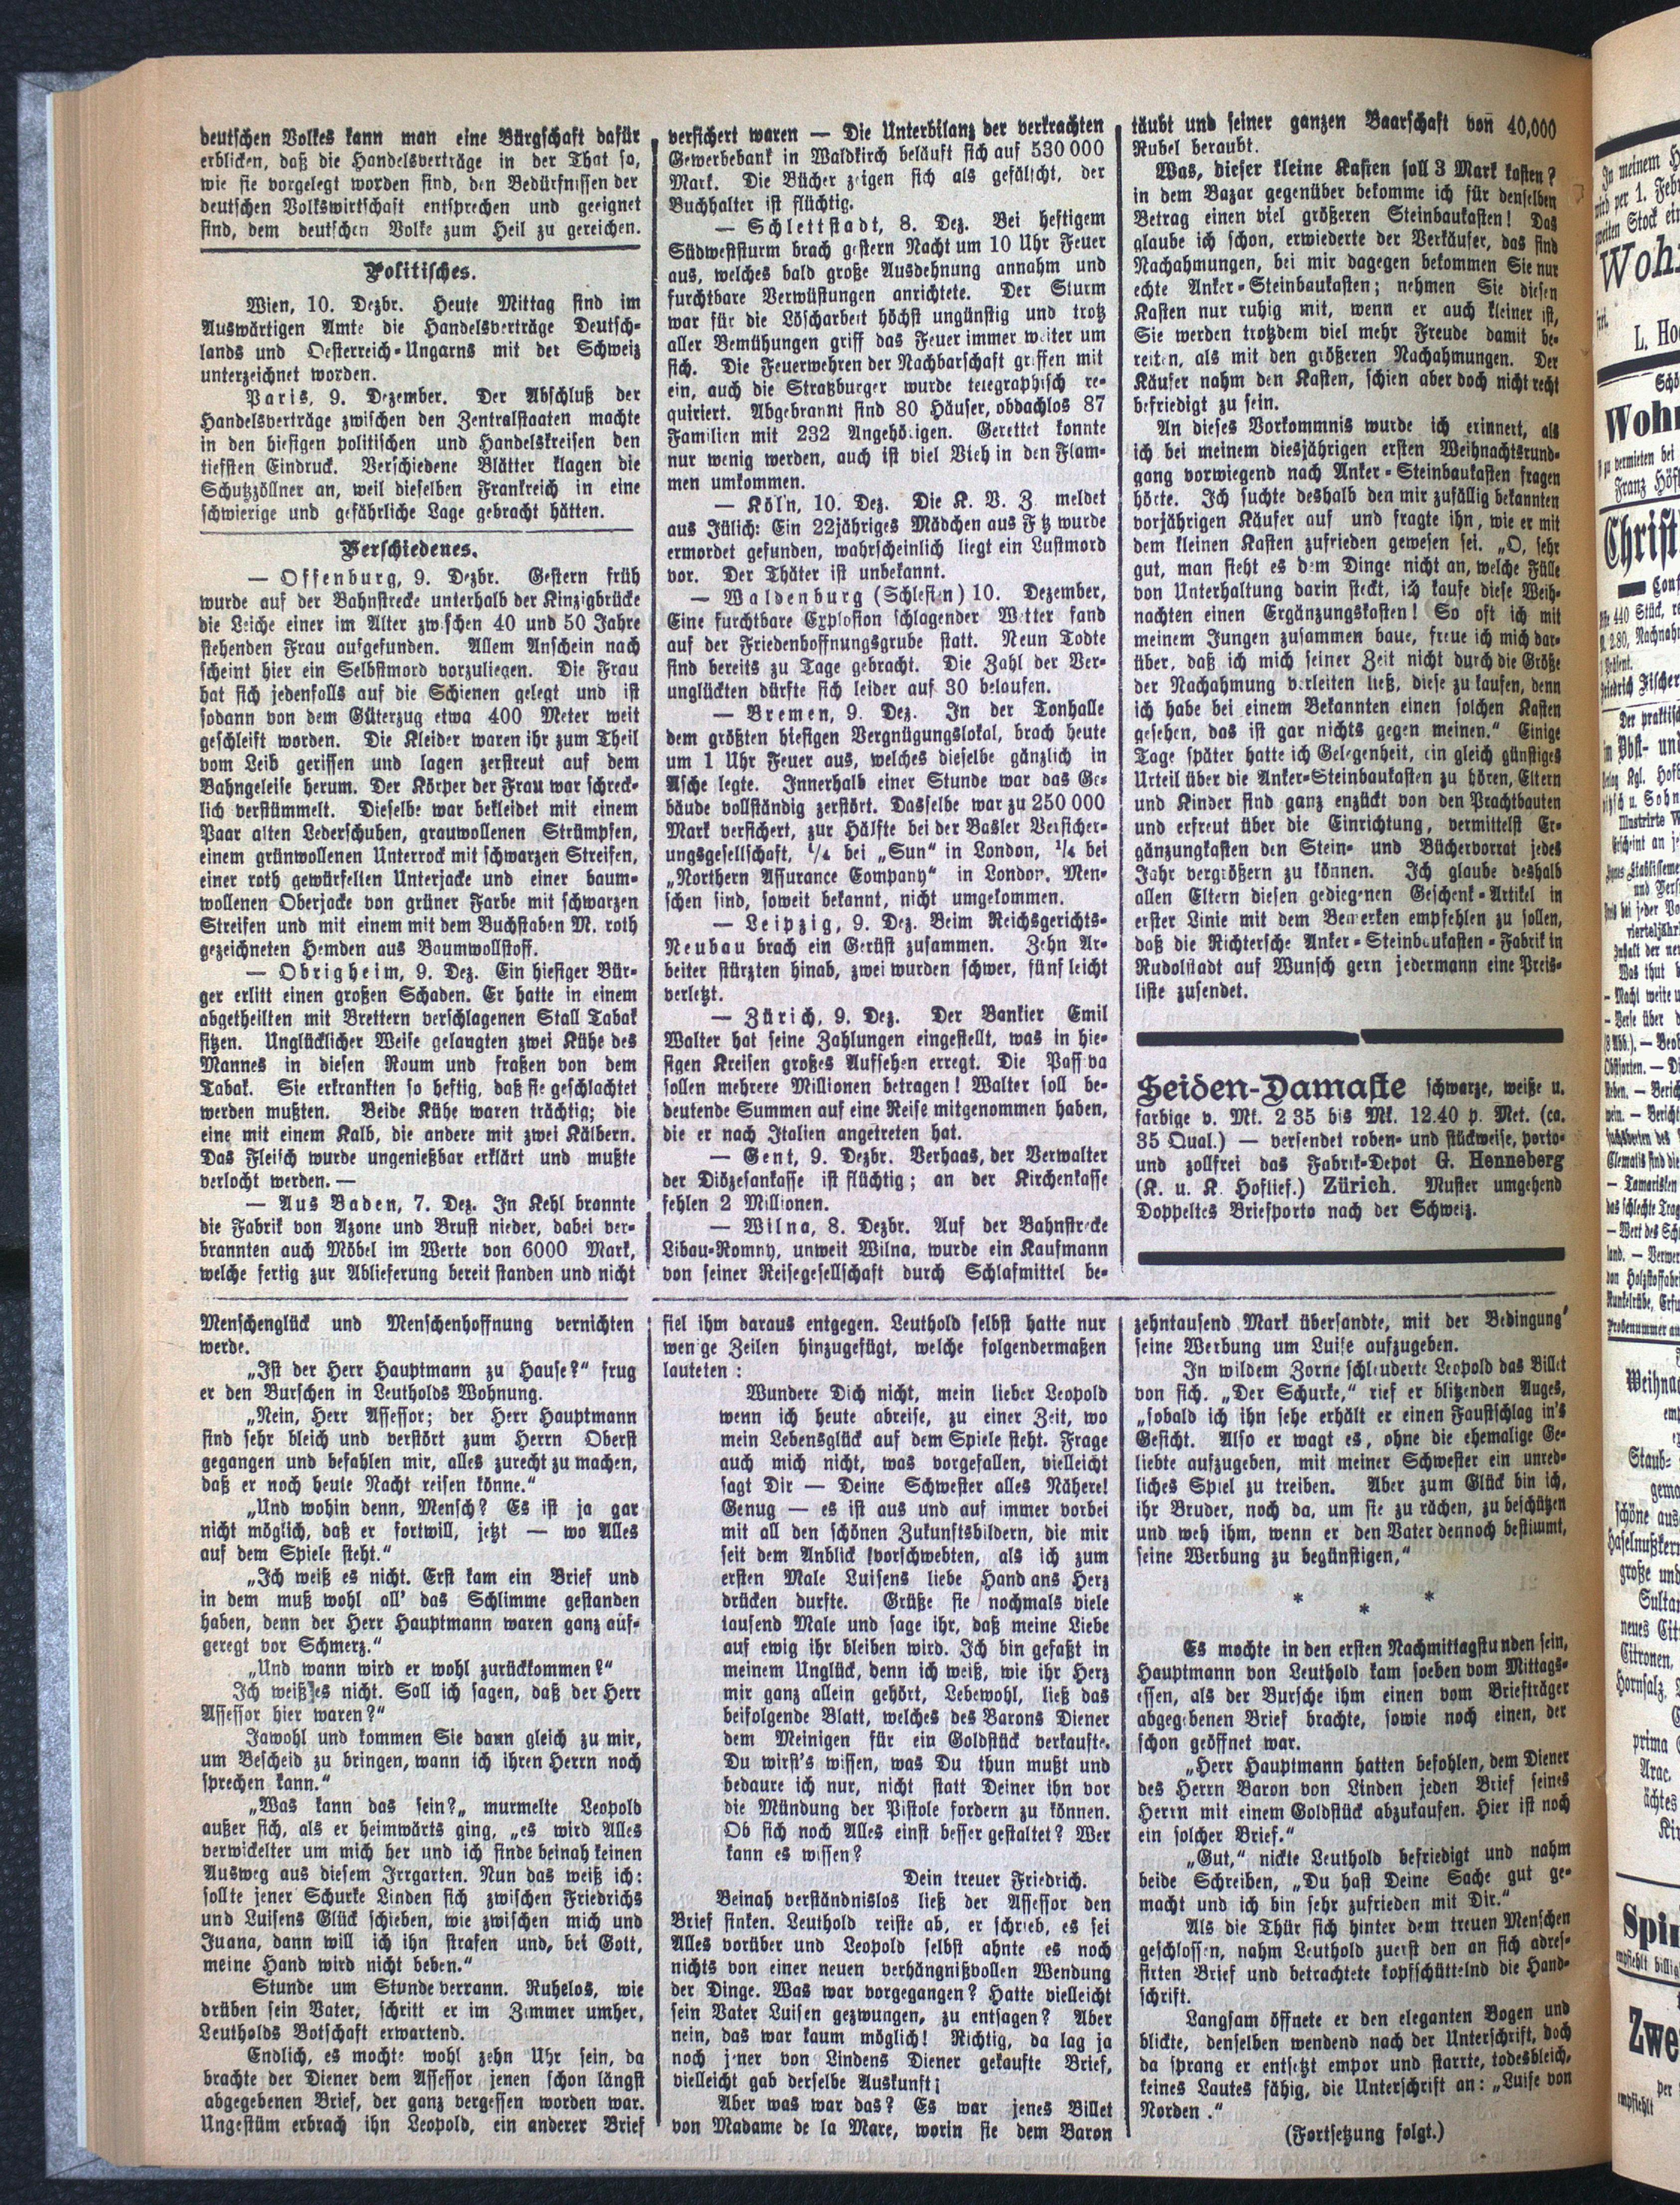 deutschen Volkes kann man eine Bürgschaft dafür
erblicken, daß die Handelsverträge in der That so,
wie sie vorgelegt worden sind, den Bedürfnissen der
deutschen Volkswirtschaft entsprechen und geeignet
sind, dem deutschen Volke zum Heil zu gereichen.
Politisches.
Wien, 10. Dezbr. Heute Mittag sind im
Auswärtigen Amte die Handelsverträge Deutsch-
lands und Oesterreich-Ungarns mit der Schweiz
unterzeichnet worden.
Paris, 9. Dezember. Der Abschluß der
Handelsverträge zwischen den Zentralstaaten machte
in den hiesigen politischen und Handelskreisen den
tiefsten Eindruck. Verschiedene Blätter klagen die
Schutzzöllner an, weil dieselben Frankreich in eine
schwierige und gefährliche Lage gebracht hätten.
Verschiedenes.
— Offenburg, 9. Dezbr. Gestern früh
wurde auf der Bahnstrecke unterhalb der Kinzigbrücke
die Leiche einer im Alter zwischen 40 und 50 Jahre
stehenden Frau aufgefunden. Allem Anschein nach
scheint hier ein Selbstmord vorzuliegen. Die Frau
hat sich jedenfalls auf die Schienen gelegt und ist
sodann von dem Güterzug etwa 400 Meter weit
geschleift worden. Die Kleider waren ihr zum Theil
vom Leib gerissen und lagen zerstreut auf dem
Bahngeleise herum. Der Körper der Frau war schreck-
lich verstümmelt. Dieselbe war bekleidet mit einem
Paar alten Lederschuhen, grauwollenen Strümpfen,
einem grünwollenen Unterrock mit schwarzen Streifen,
einer roth gewürfelten Unterjacke und einer baum-
wollenen Oberjacke von grüner Farbe mit schwarzen
Streifen und mit einem mit dem Buchstaben M. roth
gezeichneten Hemden aus Baumwollstoff.
— Obrigheim, 9. Dez. Ein hiesiger Bür-
ger erlitt einen großen Schaden. Er hatte in einem
abgetheilten mit Brettern verschlagenen Stall Tabak
sitzen. Unglücklicher Weise gelangten zwei Kühe des
Mannes in diesen Raum und fraßen von dem
Tabak. Sie erkrankten so heftig, daß sie geschlachtet
werden mußten. Beide Kühe waren trächtig; die
eine mit einem Kalb, die andere mit zwei Kälbern.
Das Fleisch wurde ungenießbar erklärt und mußte
verlocht werden. —
— Aus Baden, 7. Dez. In Kehl brannte
die Fabrik von Azone und Brust nieder, dabei ver-
brannten auch Möbel im Werte von 6000 Mark,
welche fertig zur Ablieferung bereit standen und nicht
versichert waren — Die Unterbilanz der verkrachten
Gewerbebank in Waldkirch beläuft sich auf 530 000
Mark. Die Bücher zeigen sich als gefälscht, der
Buchhalter ist flüchtig.
— Schlettstadt, 8. Dez. Bei heftigem
Südweststurm brach gestern Nacht um 10 Uhr Feuer
aus, welches bald große Ausdehnung annahm und
furchtbare Verwüstungen anrichtete. Der Sturm
war für die Löscharbeit höchst ungünstig und trotz
aller Bemühungen griff das Feuer immer weiter um
sich. Die Feuerwehren der Nachbarschaft griffen mit
ein, auch die Straßburger wurde telegraphisch re-
quiriert. Abgebrannt sind 80 Häuser, obdachlos 87
Familien mit 232 Angehörigen. Gerettet konnte
nur wenig werden, auch ist viel Vieh in den Flam-
men umkommen.
— Köln, 10. Dez. Die K. V. Z meldet
aus Jülich: Ein 22jähriges Mädchen aus F tz wurde
ermordet gefunden, wahrscheinlich liegt ein Lustmord
vor. Der Thäter ist unbekannt.
— Waldenburg (Schlesien) 10. Dezember,
Eine furchtbare Explosion schlagender Wetter fand
auf der Friedenhoffnungsgrube statt. Neun Todte
sind bereits zu Tage gebracht. Die Zahl der Ver-
unglückten dürfte sich leider auf 30 belaufen.
— Bremen, 9. Dez. In der Tonhalle
dem größten hiesigen Vergnügungslokal, brach heute
um 1 Uhr Feuer aus, welches dieselbe gänzlich in
Asche legte. Innerhalb einer Stunde war das Ge-
bäude vollständig zerstört. Dasselbe war zu 250 000
Mark versichert, zur Hälfte bei der Basler Versicher-
ungsgesellschaft, 1/4 bei „Sun“ in London, 1/4 bei
„Northern Assurance Company“ in London. Men-
schen sind, soweit bekannt, nicht umgekommen.
— Leipzig, 9. Dez. Beim Reichsgerichts-
Neubau brach ein Gerüst zusammen. Zehn Ar-
beiter stürzten hinab, zwei wurden schwer, fünf leicht
verletzt.
— Zürich, 9. Dez. Der Bankier Emil
Walter hat seine Zahlungen eingestellt, was in hie-
sigen Kreisen großes Aufsehen erregt. Die Passiva
sollen mehrere Millionen betragen! Walter soll be-
deutende Summen auf eine Reise mitgenommen haben,
die er nach Italien angetreten hat.
— Gent, 9. Dezbr. Verhaas, der Verwalter
der Diözesankasse ist flüchtig; an der Kirchenkasse
fehlen 2 Millionen.
— Wilna, 8. Dezbr. Auf der Bahnstrecke
Libau-Romny, unweit Wilna, wurde ein Kaufmann
von seiner Reisegesellschaft durch Schlafmittel be-
täubt und seiner ganzen Baarschaft von 40,000
Rubel beraubt.
Was, dieser kleine Kasten soll 3 Mark kosten?
in dem Bazar gegenüber bekomme ich für denselben
Betrag einen viel größeren Steinbaukasten! Das
glaube ich schon, erwiederte der Verkäufer, das sind
Nachahmungen, bei mir dagegen bekommen Sie nur
echte Anker-Steinbaukasten; nehmen Sie diesen
Kasten nur ruhig mit, wenn er auch kleiner ist,
Sie werden trotzdem viel mehr Freude damit be-
reiten, als mit den größeren Nachahmungen. Der
Käufer nahm den Kasten, schien aber doch nicht recht
befriedigt zu sein.
An dieses Vorkommnis wurde ich erinnert, als
ich bei meinem diesjährigen ersten Weihnachtsrund-
gang vorwiegend nach Anker-Steinbaukasten fragen
hörte. Ich suchte deshalb den mir zufällig bekannten
vorjährigen Käufer auf und fragte ihn, wie er mit
dem kleinen Kasten zufrieden gewesen sei. „O, sehr
gut, man sieht es dem Dinge nicht an, welche Fülle
von Unterhaltung darin steckt, ich kaufe diese Weih-
nachten einen Ergänzungskasten! So oft ich mit
meinem Jungen zusammen baue, freue ich mich dar-
über, daß ich mich seiner Zeit nicht durch die Größe
der Nachahmung verleiten ließ, diese zu kaufen, denn
ich habe bei einem Bekannten einen solchen Kasten
gesehen, das ist gar nichts gegen meinen.“ Einige
Tage später hatte ich Gelegenheit, ein gleich günstiges
Urteil über die Anker-Steinbaukasten zu hören, Eltern
und Kinder sind ganz enzückt von den Prachtbauten
und erfreut über die Einrichtung, vermittelst Er-
gänzungkasten den Stein- und Büchervorrat jedes
Jahr vergrößern zu können. Ich glaube deshalb
allen Eltern diesen gediegenen Geschenk-Artikel in
erster Linie mit dem Bemerken empfehlen zu sollen,
daß die Richtersche Anker-Steinbaukasten-Fabrik in
Rudolstadt auf Wunsch gern jedermann eine Preis-
liste zusendet.
Seiden-Damaste schwarze, weiße u.
farbige v. Mk. 2 35 bis Mk. 12.40 p. Met. (ca.
35 Qual.) — versendet roben- und stückweise, porto-
und zollfrei das Fabrik-Depot G. Henneberg
(K. u. K. Hoflief.) Zürich. Muster umgehend
Doppeltes Briefporto nach der Schweiz.
Menschenglück und Menschenhoffnung vernichten
werde.
„Ist der Herr Hauptmann zu Hause?“ frug
er den Burschen in Leutholds Wohnung.
„Nein, Herr Assessor; der Herr Hauptmann
sind sehr bleich und verstört zum Herrn Oberst
gegangen und befahlen mir, alles zurecht zu machen,
daß er noch heute Nacht reisen könne.“
„Und wohin denn, Mensch? Es ist ja gar
nicht möglich, daß er fortwill, jetzt — wo Alles
auf dem Spiele steht.“
„Ich weiß es nicht. Erst kam ein Brief und
in dem muß wohl all' das Schlimme gestanden
haben, denn der Herr Hauptmann waren ganz auf-
geregt vor Schmerz.“
„Und wann wird er wohl zurückkommen?“
Ich weiß es nicht. Soll ich sagen, daß der Herr
Assessor hier waren?“
Jawohl und kommen Sie dann gleich zu mir,
um Bescheid zu bringen, wann ich ihren Herrn noch
sprechen kann.“
„Was kann das sein?„ murmelte Leopold
außer sich, als er heimwärts ging, „es wird Alles
verwickelter um mich her und ich finde beinah keinen
Ausweg aus diesem Irrgarten. Nun das weiß ich:
sollte jener Schurke Linden sich zwischen Friedrichs
und Luisens Glück schieben, wie zwischen mich und
Juana, dann will ich ihn strafen und, bei Gott,
meine Hand wird nicht beben.“
Stunde um Stunde verrann. Ruhelos, wie
drüben sein Vater, schritt er im Zimmer umher,
Leutholds Botschaft erwartend.
Endlich, es mochte wohl zehn Uhr sein, da
brachte der Diener dem Assessor jenen schon längst
abgegebenen Brief, der ganz vergessen worden war.
Ungestüm erbrach ihn Leopold, ein anderer Brief
fiel ihm daraus entgegen. Leuthold selbst hatte nur
wenige Zeilen hinzugefügt, welche folgendermaßen
lauteten:
Wundere Dich nicht, mein lieber Leopold
wenn ich heute abreise, zu einer Zeit, wo
mein Lebensglück auf dem Spiele steht. Frage
auch mich nicht, was vorgefallen, vielleicht
sagt Dir — Deine Schwester alles Nähere!
Genug — es ist aus und auf immer vorbei
mit all den schönen Zukunftsbildern, die mir
seit dem Anblick vorschwebten, als ich zum
ersten Male Luisens liebe Hand ans Herz
drücken durfte. Grüße sie nochmals viele
tausend Male und sage ihr, daß meine Liebe
auf ewig ihr bleiben wird. Ich bin gefaßt in
meinem Unglück, denn ich weiß, wie ihr Herz
mir ganz allein gehört, Lebewohl, ließ das
beifolgende Blatt, welches des Barons Diener
dem Meinigen für ein Goldstück verkaufte.
Du wirst's wissen, was Du thun mußt und
bedaure ich nur, nicht statt Deiner ihn vor
die Mündung der Pistole fordern zu können.
Ob sich noch Alles einst besser gestaltet? Wer
kann es wissen?
Dein treuer Friedrich.
Beinah verständnislos ließ der Assessor den
Brief sinken. Leuthold reiste ab, er schrieb, es sei
Alles vorüber und Leopold selbst ahnte es noch
nichts von einer neuen verhängnißvollen Wendung
der Dinge. Was war vorgegangen? Hatte vielleicht
sein Vater Luisen gezwungen, zu entsagen? Aber
nein, das war kaum möglich! Richtig, da lag ja
noch jener von Lindens Diener gekaufte Brief,
vielleicht gab derselbe Auskunft¡
Aber was war das? Es war jenes Billet
von Madame de la Mare, worin sie dem Baron
zehntausend Mark übersandte, mit der Bedingung
seine Werbung um Luise aufzugeben.
In wildem Zorne schleuderte Leopold das Billet
von sich. „Der Schurke,“ rief er blitzenden Auges,
„sobald ich ihn sehe erhält er einen Faustschlag in's
Gesicht. Also er wagt es, ohne die ehemalige Ge-
liebte aufzugeben, mit meiner Schwester ein unred-
liches Spiel zu treiben. Aber zum Glück bin ich,
ihr Bruder, noch da, um sie zu rächen, zu beschützen
und weh ihm, wenn er den Vater dennoch bestimmt,
seine Werbung zu begünstigen,“
* * *
Es mochte in den ersten Nachmittagstunden sein,
Hauptmann von Leuthold kam soeben vom Mittags-
essen, als der Bursche ihm einen vom Briefträger
abgegebenen Brief brachte, sowie noch einen, der
schon geöffnet war.
„Herr Hauptmann hatten befohlen, dem Diener
des Herrn Baron von Linden jeden Brief seines
Herrn mit einem Goldstück abzukaufen. Hier ist noch
ein solcher Brief.“
„Gut,“ nickte Leuthold befriedigt und nahm
beide Schreiben, „Du hast Deine Sache gut ge-
macht und ich bin sehr zufrieden mit Dir.“
Als die Thür sich hinter dem treuen Menschen
geschlossen, nahm Leuthold zuerst den an sich adres-
sirten Brief und betrachtete kopfschüttelnd die Hand-
schrift.
Langsam öffnete er den eleganten Bogen und
blickte, denselben wendend nach der Unterschrift, doch
da sprang er entsetzt empor und starrte, todesbleich,
keines Lautes fähig, die Unterschrift an: „Luise von
Norden.“
(Fortsetzung folgt.)
In meinem
wird per 1. Feb
zweiten Stock
L. Ho
zu vermieten bei
Franz
440 Stück,
2.80, Nachnah
Präsent.
Friedrich Fischer
Der
Obst- und
Kgl. Hof
u. Sohn
Illustrirte
und
bei jeder
Inhalt der
Was thut
— Macht
— Verse über
Obstsorten. —
— Tamarisken
— Wert des
Runkelrübe,
Probenummer
Staub-
große und
Sultan
neues
Citronen,
Hornsalz,
prima
Arac,
ächtes
empfiehlt billig
per
empfiehlt